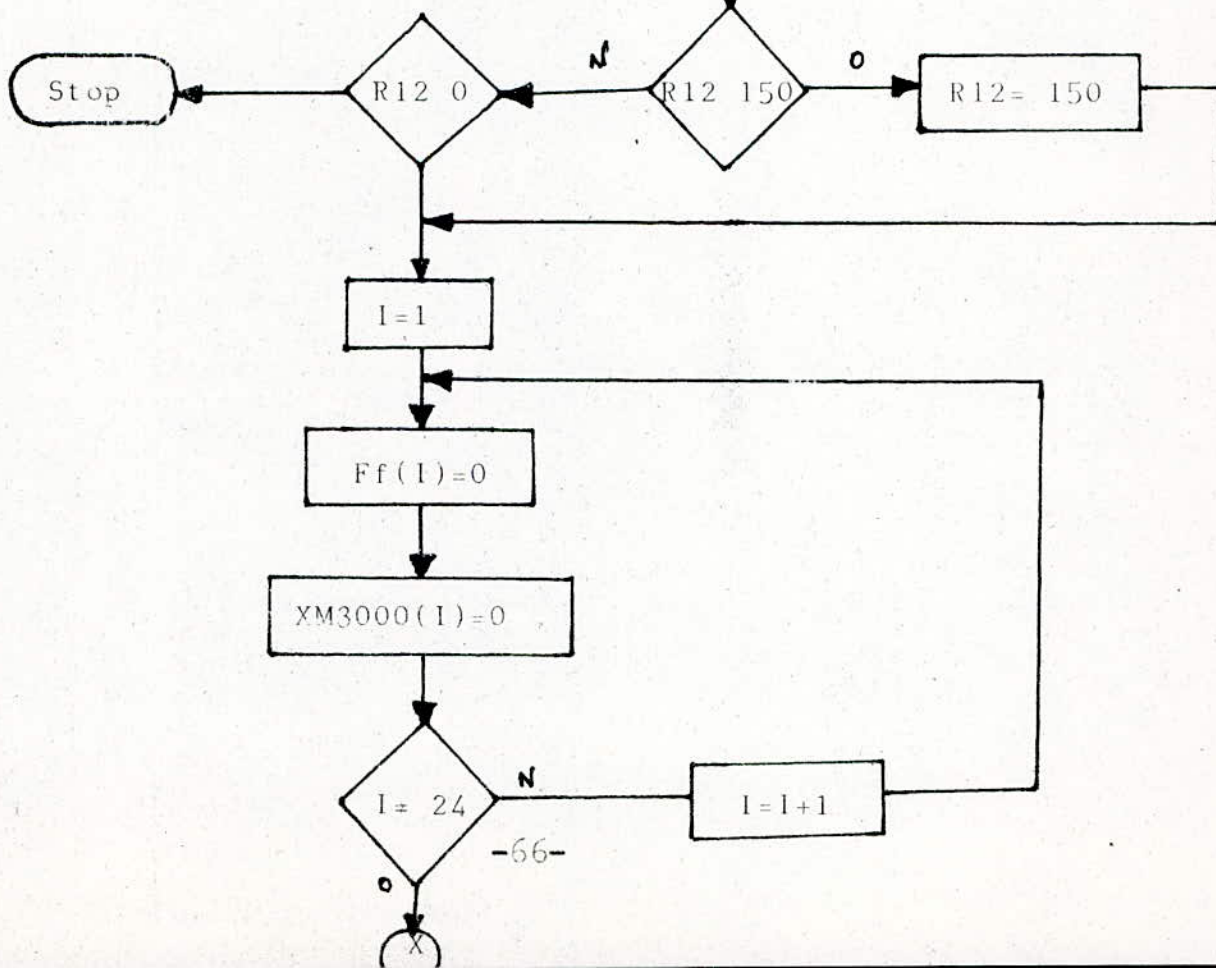 Stop
R12 0
N
R12 150
O
R12= 150
I=1
Ff(I)=0
XM3000(I)=0
I= 24
N
I=I+1
-66-
O
X